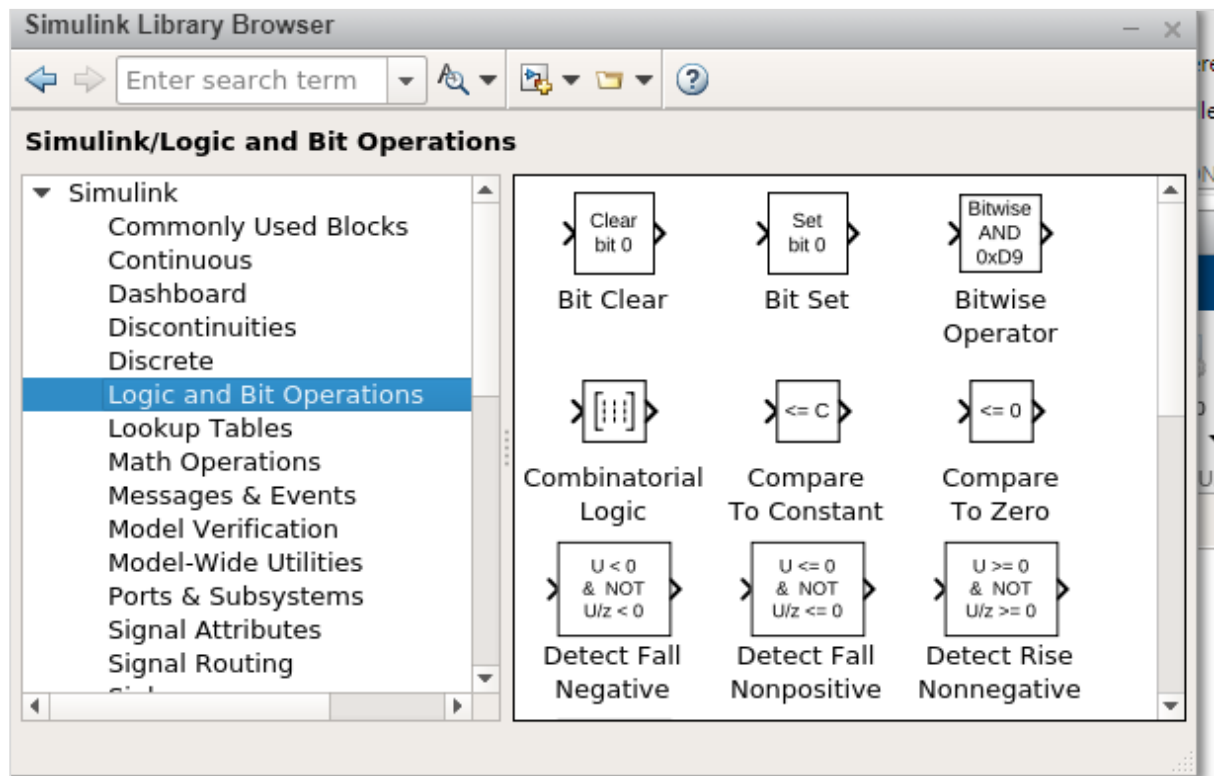 Simulink Library Browser
Enter search term
Simulink/Logic and Bit Operations
Simulink
Commonly Used Blocks
Continuous
Dashboard
Discontinuities
Discrete
Logic and Bit Operations
Lookup Tables
Math Operations
Messages & Events
Model Verification
Model-Wide Utilities
Ports & Subsystems
Signal Attributes
Signal Routing
Clear
bit 0
Bit Clear
Set
bit 0
Bit Set
Bitwise
AND
0xD9
Bitwise
Operator
Combinatorial
Logic
<= C
Compare
To Constant
<= 0
Compare
To Zero
U < 0
& NOT
U/z < 0
Detect Fall
Negative
U <= 0
& NOT
U/z <= 0
Detect Fall
Nonpositive
U >= 0
& NOT
U/z >= 0
Detect Rise
Nonnegative